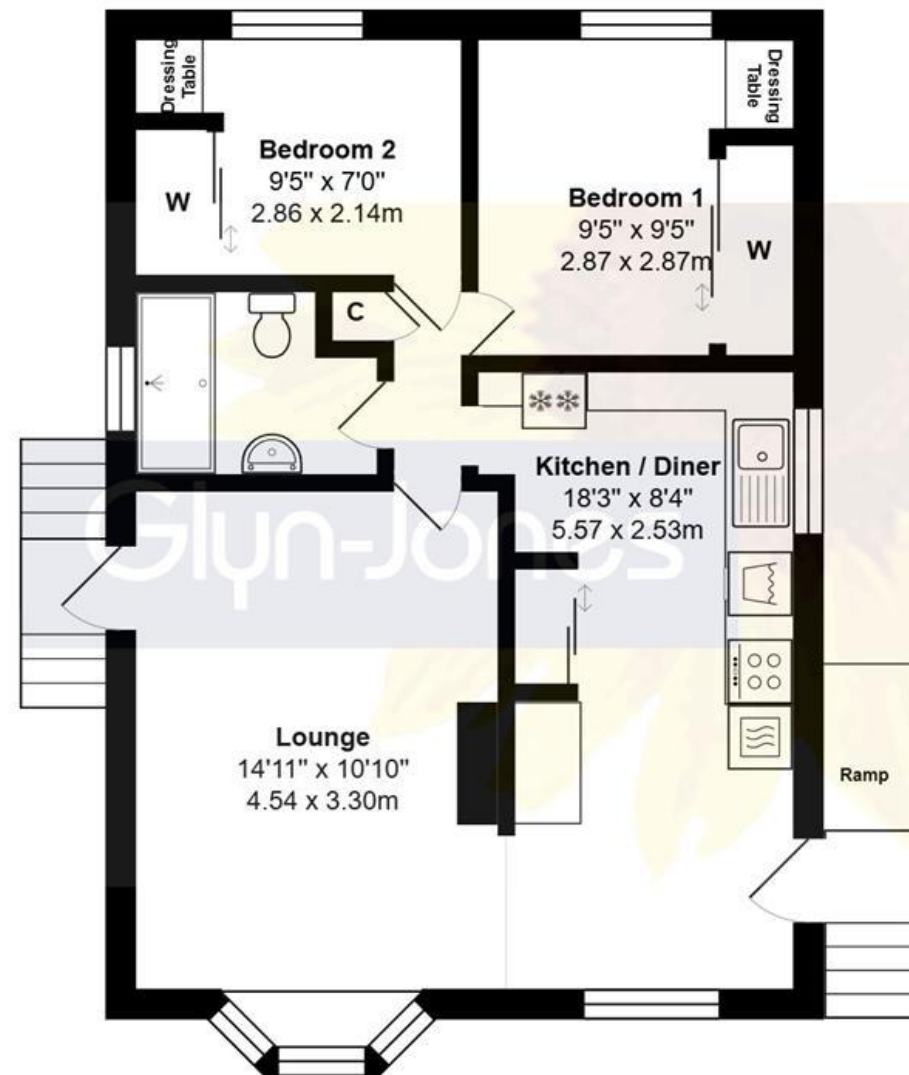 Dressing
Table
Dressing
Table
Bedroom 2
9'5" x 7'0"
2.86 x 2.14m
W
Bedroom 1
9'5" x 9'5"
2.87 x 2.87m
W
C
Kitchen / Diner
18'3" x 8'4"
5.57 x 2.53m
Glyn-Jones
Lounge
14'11" x 10'10"
4.54 x 3.30m
Ramp